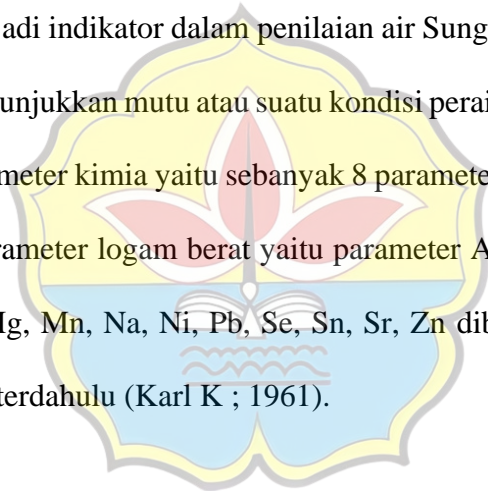 adi indikator dalam penilaian air Sung
unjukkan mutu atau suatu kondisi perai
meter kimia yaitu sebanyak 8 paramete
rameter logam berat yaitu parameter A
Hg, Mn, Na, Ni, Pb, Se, Sn, Sr, Zn dib
terdahulu (Karl K ; 1961).